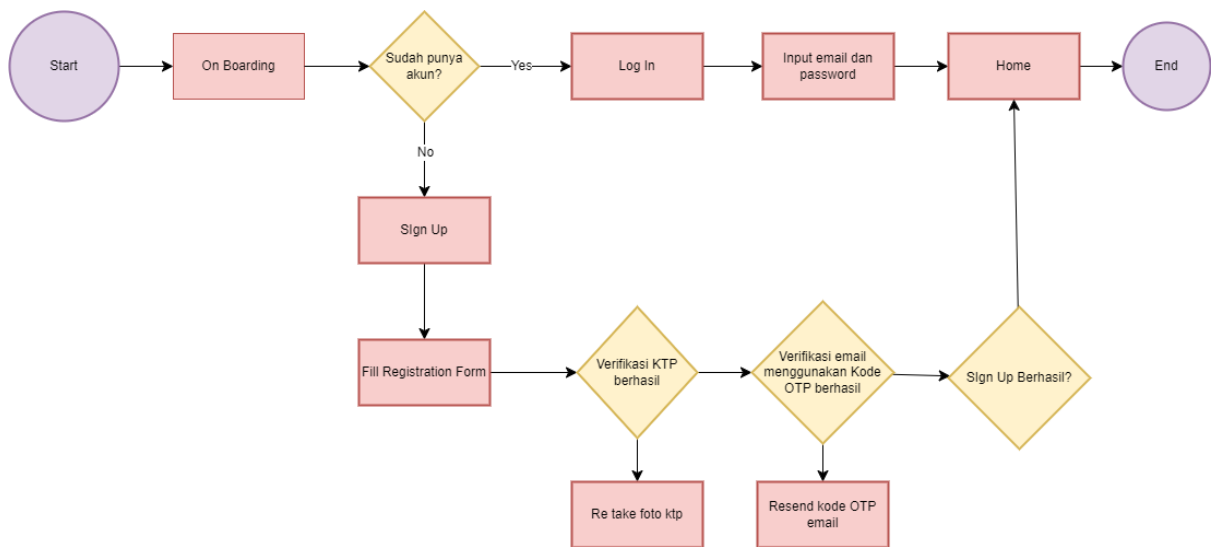 Start
On Boarding
Sudah punya
akun?
Yes
Log In
Input email dan
password
Home
End
No
SIgn Up
Fill Registration Form
Verifikasi KTP
berhasil
Verifikasi email
menggunakan Kode
OTP berhasil
SIgn Up Berhasil?
Re take foto ktp
Resend kode OTP
email